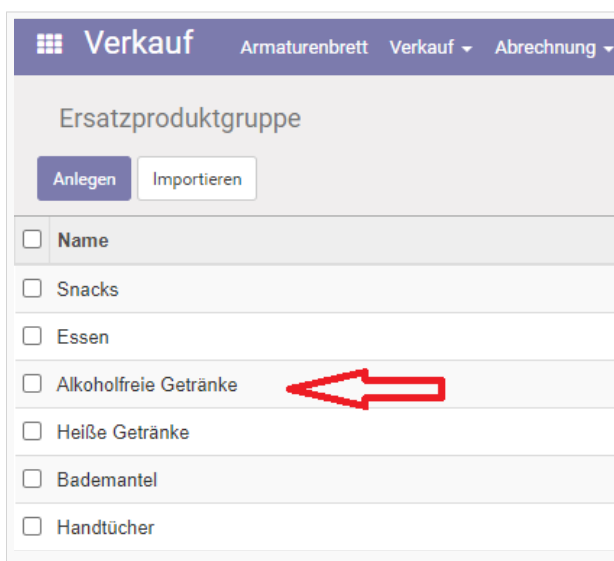 Verkauf Armaturenbrett Verkauf Abrechnung
Ersatzproduktgruppe
Anlegen Importieren
Name
Snacks
Essen
Alkoholfreie Getränke
Heiße Getränke
Bademantel
Handtücher